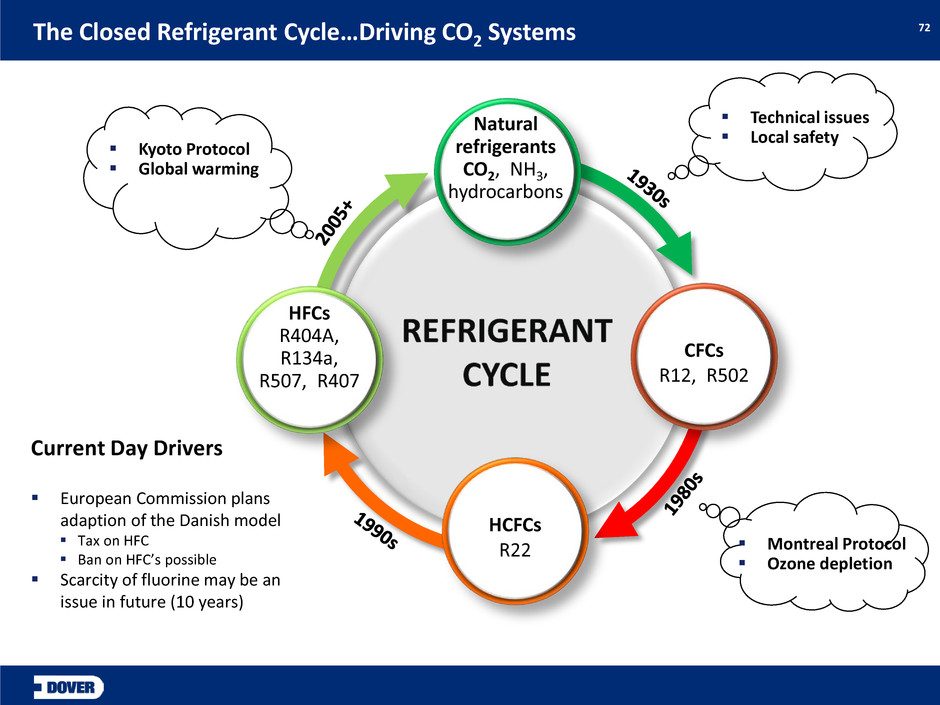 The Closed Refrigerant Cycle…Driving CO₂ Systems
72
▪ Kyoto Protocol
▪ Global warming
Natural
refrigerants
CO₂, NH₃,
hydrocarbons
▪ Technical issues
▪ Local safety
2005+
1930s
HFCs
R404A,
R134a,
R507, R407
REFRIGERANT
CYCLE
CFCs
R12, R502
Current Day Drivers
▪ European Commission plans
adaption of the Danish model
▪ Tax on HFC
▪ Ban on HFC’s possible
▪ Scarcity of fluorine may be an
issue in future (10 years)
1990s
HCFCs
R22
1980s
▪ Montreal Protocol
▪ Ozone depletion
DOVER